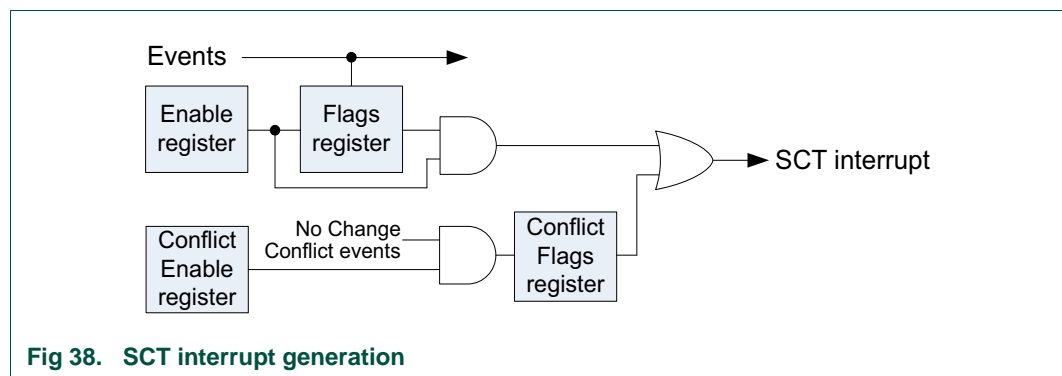 Events
Enable
register
Flags
register
SCT interrupt
No Change
Conflict events
Conflict
Enable
register
Conflict
Flags
register
Fig 38. SCT interrupt generation